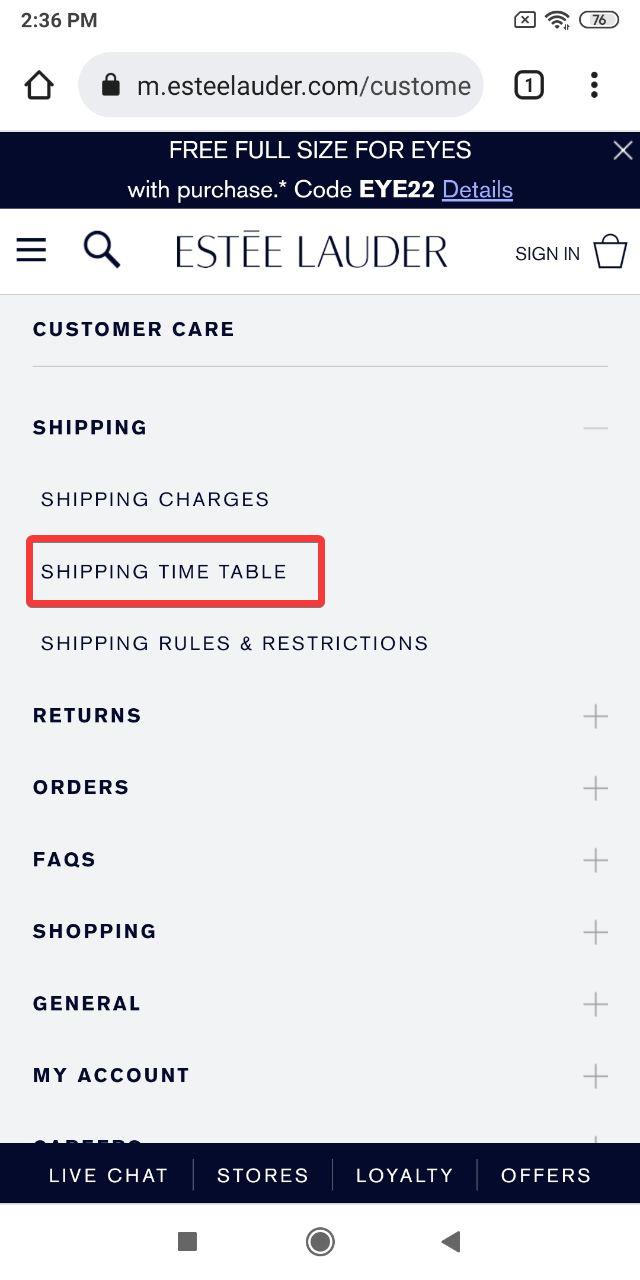 2:36 PM
76
m.esteelauder.com/custome
1
FREE FULL SIZE FOR EYES
with purchase.* Code EYE22 Details
ESTĒE LAUDER
SIGN IN
CUSTOMER CARE
SHIPPING
SHIPPING CHARGES
SHIPPING TIME TABLE
SHIPPING RULES & RESTRICTIONS
RETURNS
ORDERS
FAQS
SHOPPING
GENERAL
MY ACCOUNT
CAREERS
LIVE CHAT
STORES
LOYALTY
OFFERS